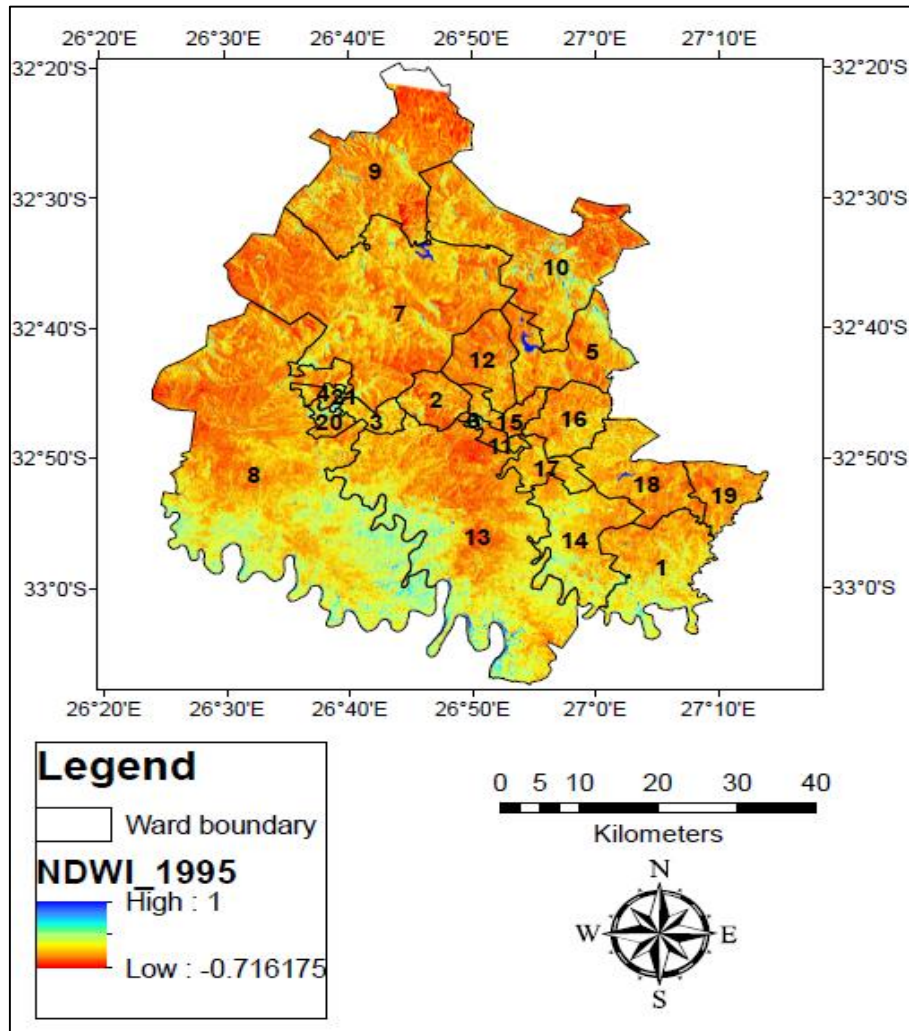 26°20'E 26°30'E 26°40'E 26°50'E 27°0'E 27°10'E
32°20'S 32°20'S
9
32°30'S 32°30'S
10
7
32°40'S 32°40'S
12 5
4 21 2 16
20 3 15
11
17
32°50'S 8 18 19 32°50'S
13 14
1
33°0'S 33°0'S
26°20'E 26°30'E 26°40'E 26°50'E 27°0'E 27°10'E
Legend
Ward boundary
NDWI_1995
High : 1
Low : -0.716175
0 5 10 20 30 40
Kilometers
N
W E
S